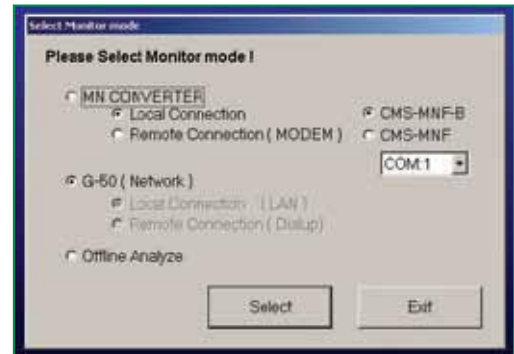 Select Monitor mode
Please Select Monitor mode !
MN CONVERTER
Local Connection
CMS-MNF-B
Remote Connection ( MODEM )
CMS-MNF
COM:1
G-50 ( Network )
Local Connection ( LAN )
Remote Connection ( Dialup)
Offline Analyze
Select
Exit